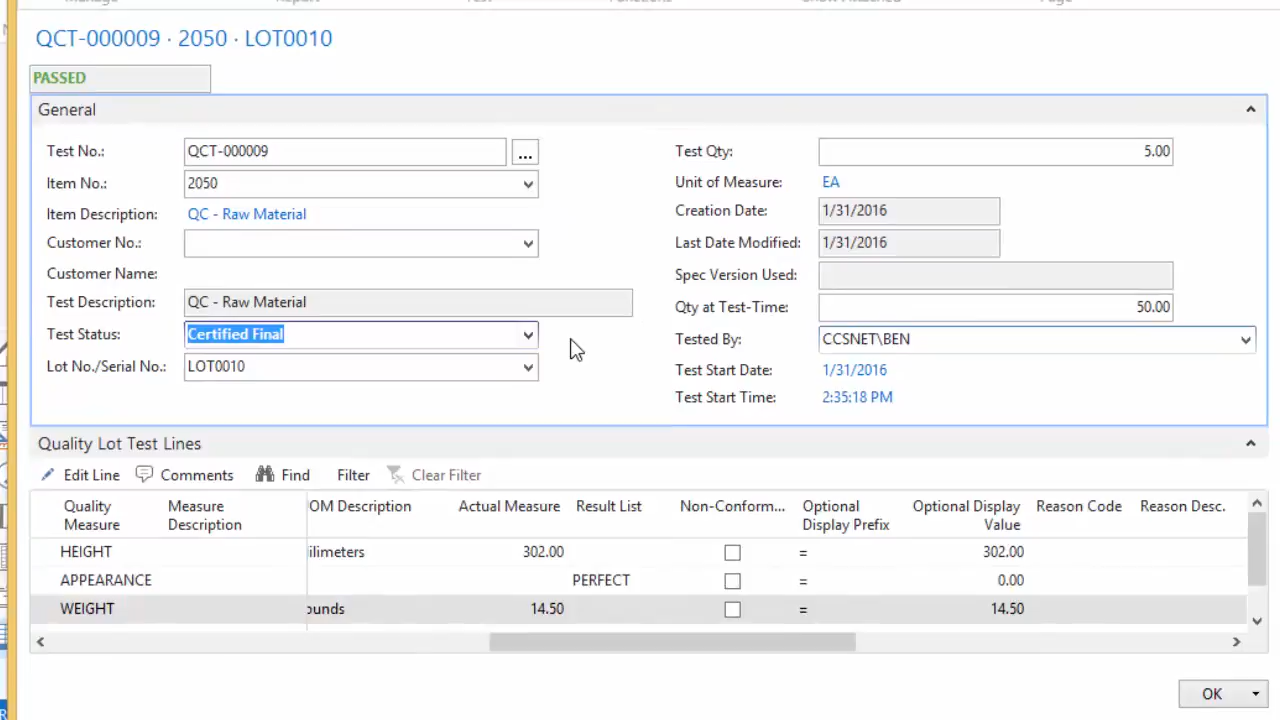 QCT-000009 · 2050 · LOT0010
PASSED
General
Test No.: QCT-000009 ...
Item No.: 2050
Item Description: QC - Raw Material
Customer No.:
Customer Name:
Test Description: QC - Raw Material
Test Status: Certified Final
Lot No./Serial No.: LOT0010
Test Qty: 5.00
Unit of Measure: EA
Creation Date: 1/31/2016
Last Date Modified: 1/31/2016
Spec Version Used:
Qty at Test-Time: 50.00
Tested By: CCSNET\BEN
Test Start Date: 1/31/2016
Test Start Time: 2:35:18 PM
Quality Lot Test Lines
Edit Line Comments Find Filter Clear Filter
Quality Measure OM Description Actual Measure Result List Non-Conform... Optional Optional Display Reason Code Reason Desc.
Measure Description Display Prefix Value
HEIGHT ilimeters 302.00 = 302.00
APPEARANCE PERFECT = 0.00
WEIGHT ounds 14.50 = 14.50
OK